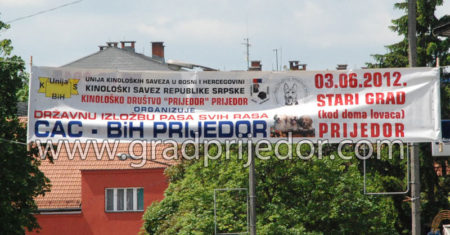 Unija
K S
BiH
UNIJA KINOLOŠKIH SAVEZA U BOSNI I HERCEGOVINI
KINOLOŠKI SAVEZ REPUBLIKE SRPSKE
KINOLOŠKO DRUŠTVO "PRIJEDOR" PRIJEDOR
ORGANIZUJE
DRŽAVNU IZLOŽBU PASA SVIH RASA
CAC - BiH PRIJEDOR
03.06.2012.
STARI GRAD
(kod doma lovaca)
PRIJEDOR
www.gradprijedor.com